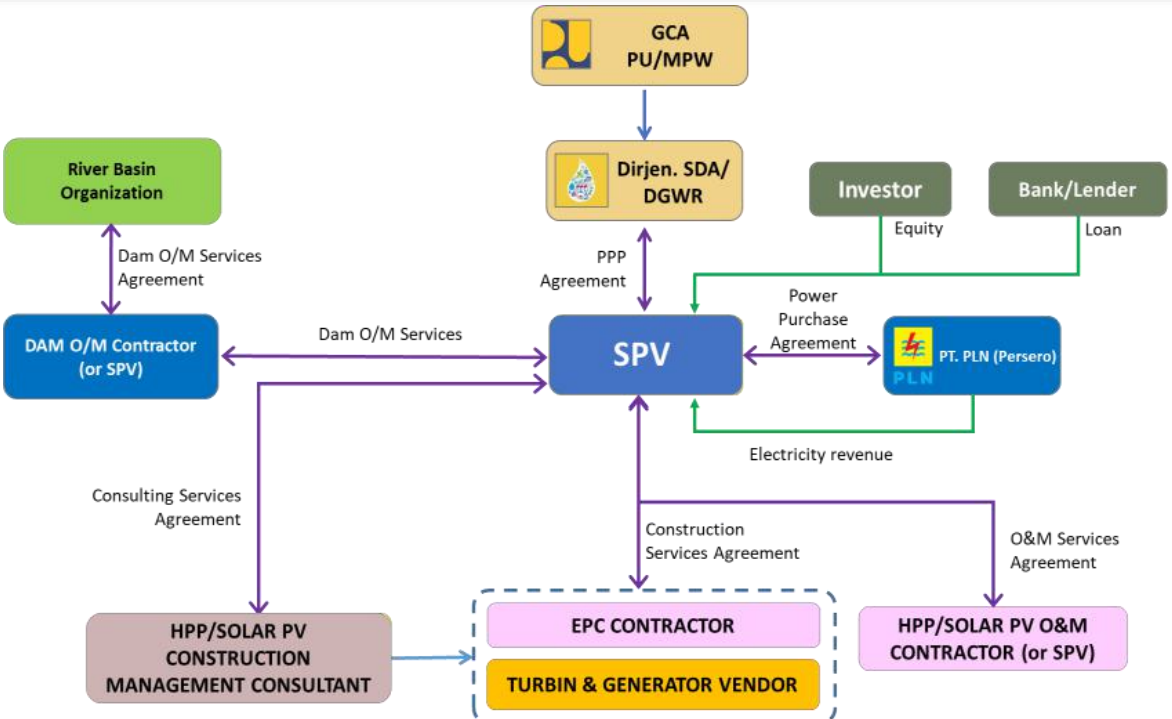 GCA
PU/MPW
Dirjen. SDA/
DGWR
River Basin
Organization
Investor
Bank/Lender
Equity
Loan
Dam O/M Services
Agreement
PPP
Agreement
Power
Purchase
Agreement
DAM O/M Contractor
(or SPV)
Dam O/M Services
SPV
PLN
PT. PLN (Persero)
Electricity revenue
Consulting Services
Agreement
Construction
Services Agreement
O&M Services
Agreement
HPP/SOLAR PV
CONSTRUCTION
MANAGEMENT CONSULTANT
EPC CONTRACTOR
TURBIN & GENERATOR VENDOR
HPP/SOLAR PV O&M
CONTRACTOR (or SPV)